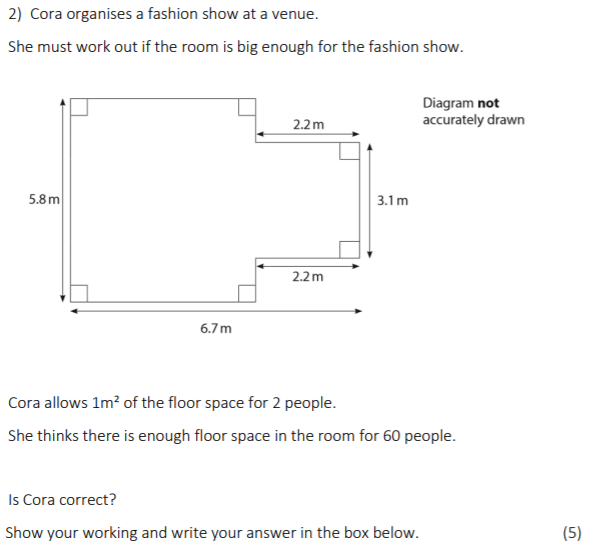 2) Cora organises a fashion show at a venue.
She must work out if the room is big enough for the fashion show.
Diagram not
accurately drawn
2.2 m
5.8 m
3.1 m
2.2 m
6.7 m
Cora allows 1m² of the floor space for 2 people.
She thinks there is enough floor space in the room for 60 people.
Is Cora correct?
Show your working and write your answer in the box below. (5)